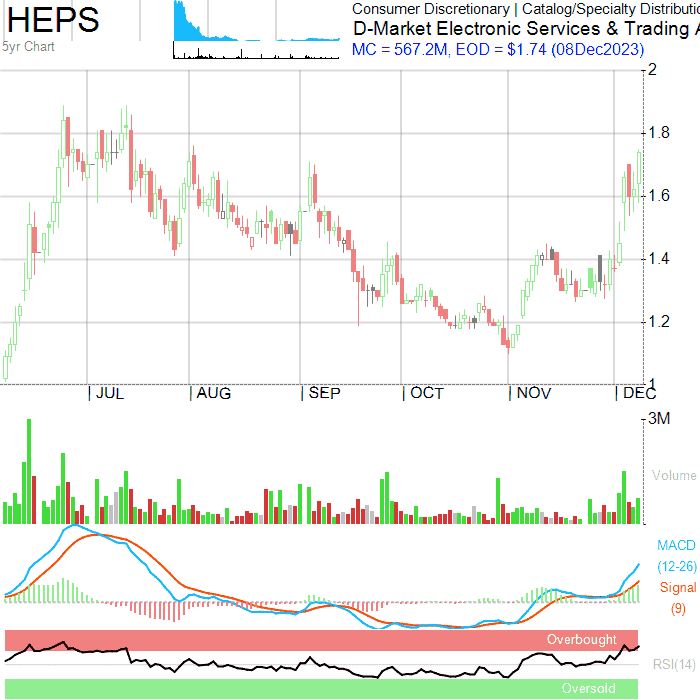 HEPS
5yr Chart
Consumer Discretionary | Catalog/Specialty Distributio
D-Market Electronic Services & Trading A
MC = 567.2M, EOD = $1.74 (08Dec2023)
2
1.8
1.6
1.4
1.2
1
JUL AUG SEP OCT NOV DEC
3M
Volume
MACD
(12-26)
Signal
(9)
Overbought
RSI(14)
Oversold